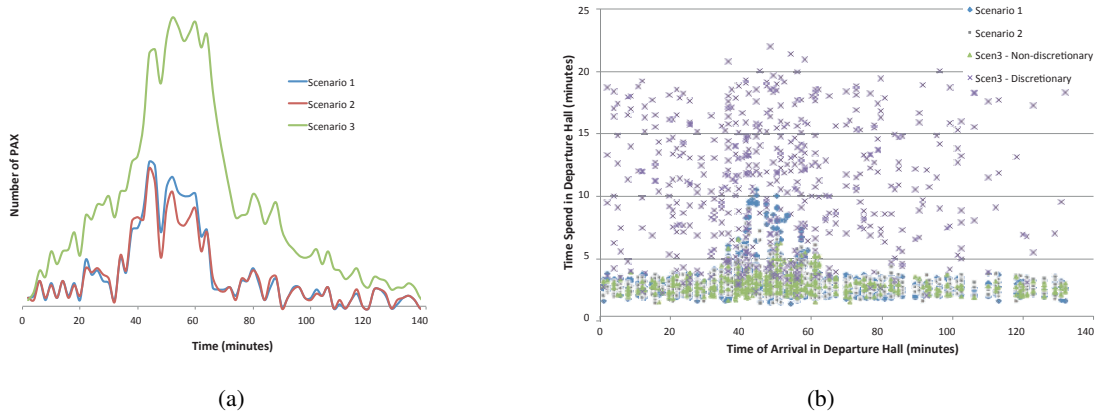 Number of PAX
Scenario 1
Scenario 2
Scenario 3
0 20 40 60 80 100 120 140
Time (minutes)
(a)
Time Spend in Departure Hall (minutes)
25
20
15
10
5
0
Scenario 1
Scenario 2
Scen3 - Non-discretionary
Scen3 - Discretionary
0 20 40 60 80 100 120 140
Time of Arrival in Departure Hall (minutes)
(b)